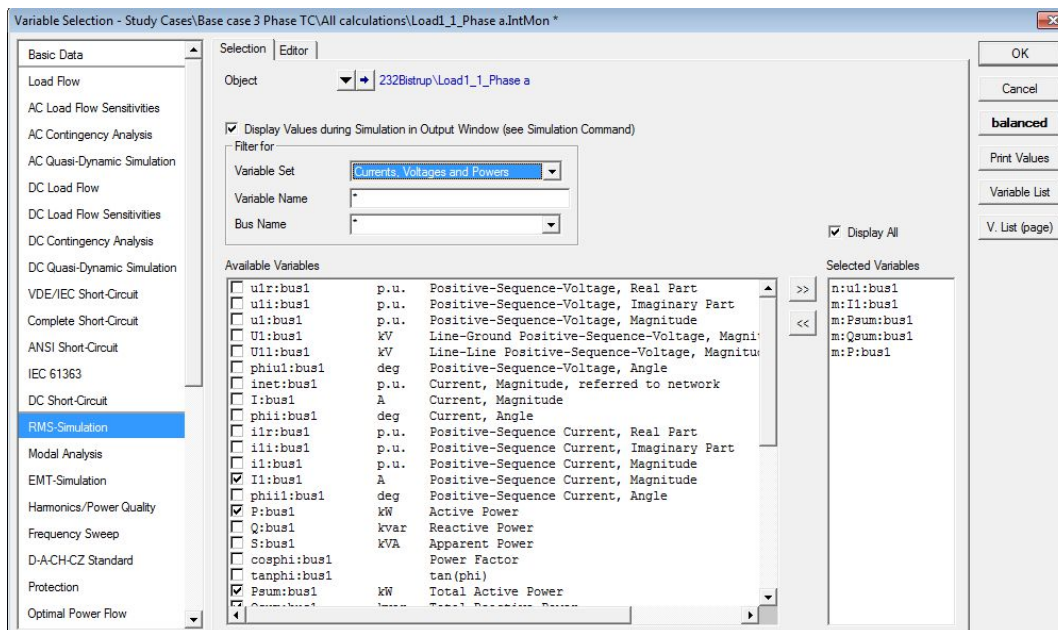 Variable Selection - Study Cases\Base case 3 Phase TC\All calculations\Load1_1_Phase a.IntMon *
Basic Data
Load Flow
AC Load Flow Sensitivities
AC Contingency Analysis
AC Quasi-Dynamic Simulation
DC Load Flow
DC Load Flow Sensitivities
DC Contingency Analysis
DC Quasi-Dynamic Simulation
VDE/IEC Short-Circuit
Complete Short-Circuit
ANSI Short-Circuit
IEC 61363
DC Short-Circuit
RMS-Simulation
Modal Analysis
EMT-Simulation
Harmonics/Power Quality
Frequency Sweep
D-A-CH-CZ Standard
Protection
Optimal Power Flow
Selection Editor
Object 232Bistrup\Load1_1_Phase a
Display Values during Simulation in Output Window (see Simulation Command)
Filter for
Variable Set Currents, Voltages and Powers
Variable Name *
Bus Name *
Display All
Available Variables
u1r:bus1 p.u. Positive-Sequence-Voltage, Real Part
u1i:bus1 p.u. Positive-Sequence-Voltage, Imaginary Part
u1:bus1 p.u. Positive-Sequence-Voltage, Magnitude
U1:bus1 kV Line-Ground Positive-Sequence-Voltage, Magnit
U1l:bus1 kV Line-Line Positive-Sequence-Voltage, Magnitud
phiu1:bus1 deg Positive-Sequence-Voltage, Angle
inet:bus1 p.u. Current, Magnitude, referred to network
I:bus1 A Current, Magnitude
phii:bus1 deg Current, Angle
i1r:bus1 p.u. Positive-Sequence Current, Real Part
i1i:bus1 p.u. Positive-Sequence Current, Imaginary Part
i1:bus1 p.u. Positive-Sequence Current, Magnitude
I1:bus1 A Positive-Sequence Current, Magnitude
phii1:bus1 deg Positive-Sequence Current, Angle
P:bus1 kW Active Power
Q:bus1 kvar Reactive Power
S:bus1 kVA Apparent Power
cosphi:bus1 Power Factor
tanphi:bus1 tan(phi)
Psum:bus1 kW Total Active Power
Qsum:bus1 kvar Total Reactive Power
>>
<<
Selected Variables
n:u1:bus1
m:I1:bus1
m:Psum:bus1
m:Qsum:bus1
m:P:bus1
OK
Cancel
balanced
Print Values
Variable List
V. List (page)